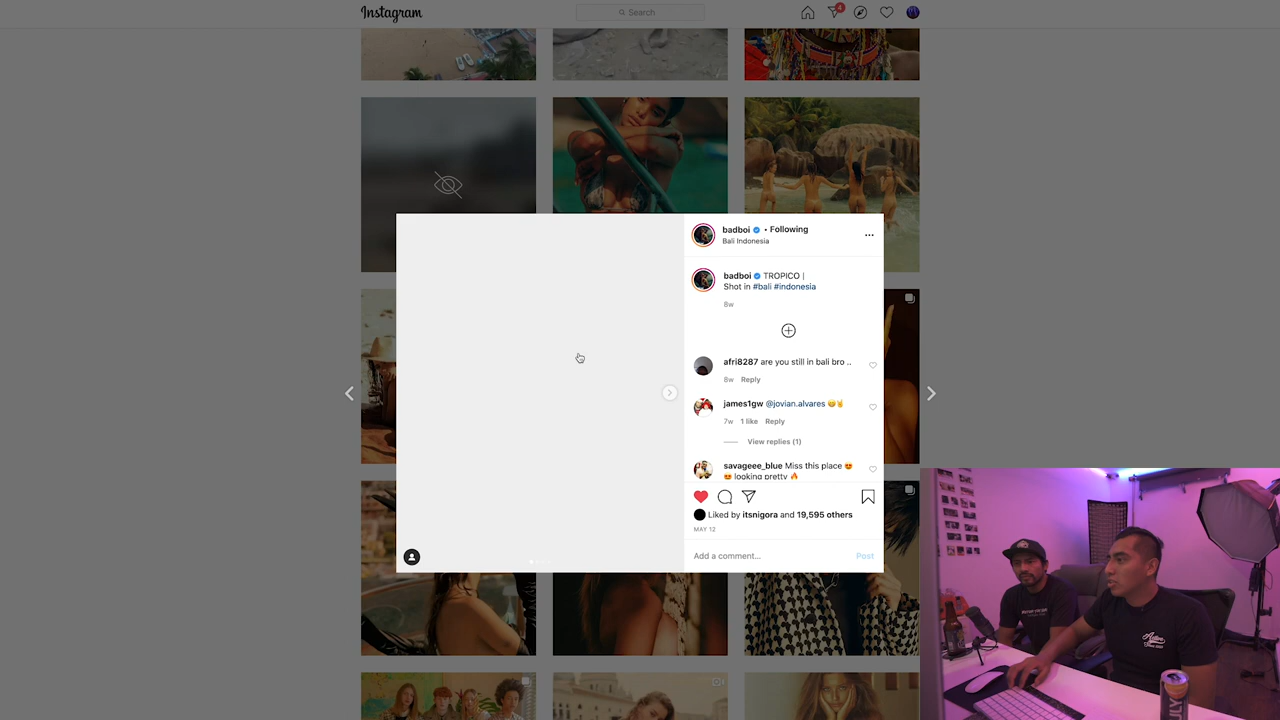 Instagram
Search
4
badboi • Following
Bali Indonesia
badboi TROPICO |
Shot in #bali #indonesia
8w
afri8287 are you still in bali bro ..
8w Reply
james1gw @jovian.alvares 😄🤘
7w 1 like Reply
View replies (1)
savageee_blue Miss this place 😍
😍 looking pretty 🔥
Liked by itsnigora and 19,595 others
MAY 12
Add a comment...
Post
Active